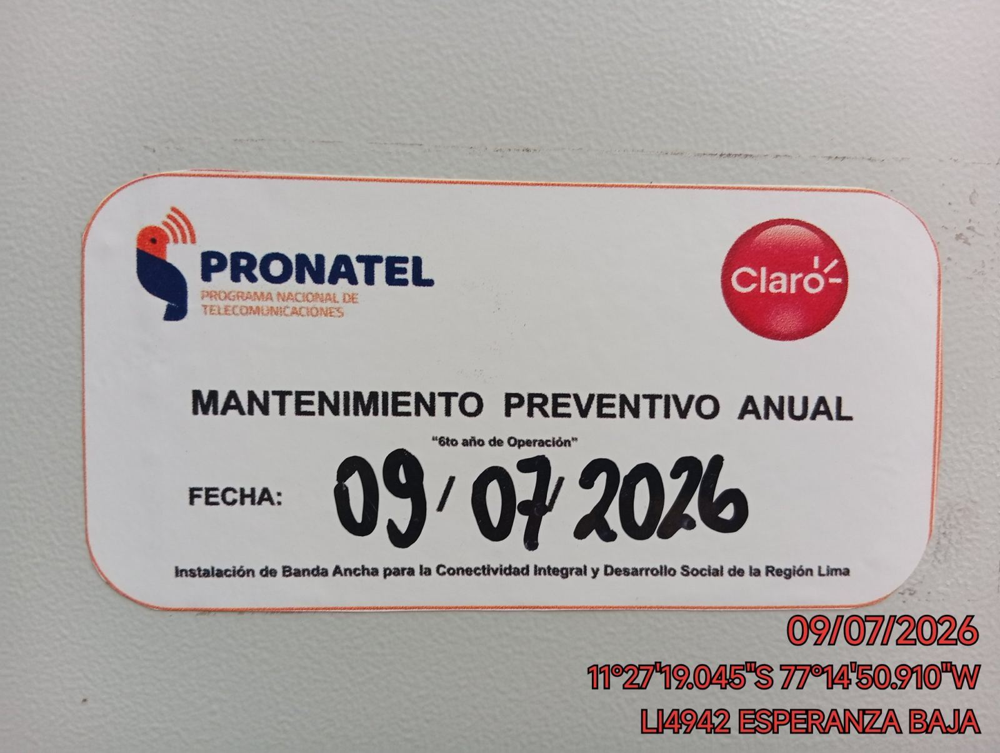 PRONATEL
PROGRAMA NACIONAL DE
TELECOMUNICACIONES
Claro
MANTENIMIENTO PREVENTIVO ANUAL
"6to año de Operación"
FECHA: 09/07/2026
Instalación de Banda Ancha para la Conectividad Integral y Desarrollo Social de la Región Lima
09/07/2026
11°27'19.045"S 77°14'50.910"W
LI4942 ESPERANZA BAJA